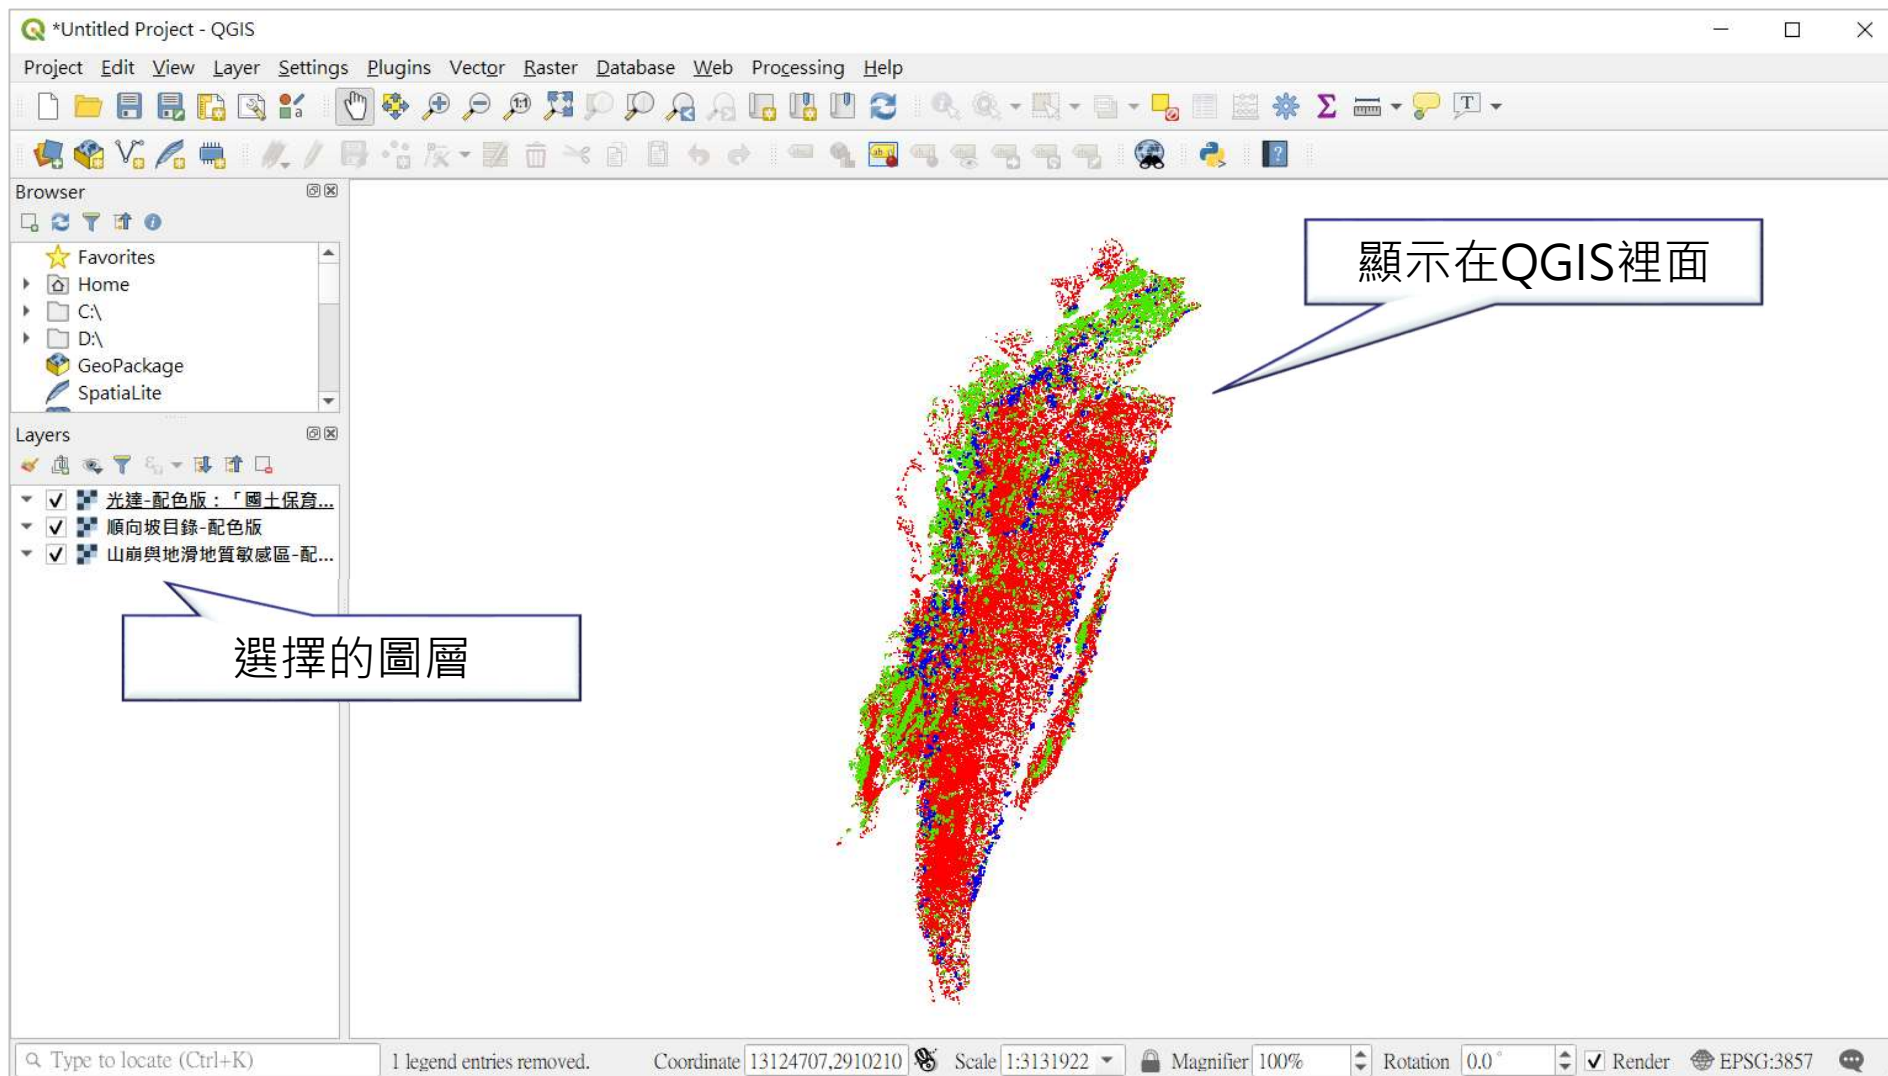 *Untitled Project - QGIS
Project Edit View Layer Settings Plugins Vector Raster Database Web Processing Help
Browser
Favorites
Home
C:\
D:\
GeoPackage
SpatiaLite
Layers
光達-配色版：「國土保育...
順向坡目錄-配色版
山崩與地滑地質敏感區-配...
顯示在QGIS裡面
選擇的圖層
Type to locate (Ctrl+K) 1 legend entries removed. Coordinate 13124707,2910210 Scale 1:3131922 Magnifier 100% Rotation 0.0 ° Render EPSG:3857